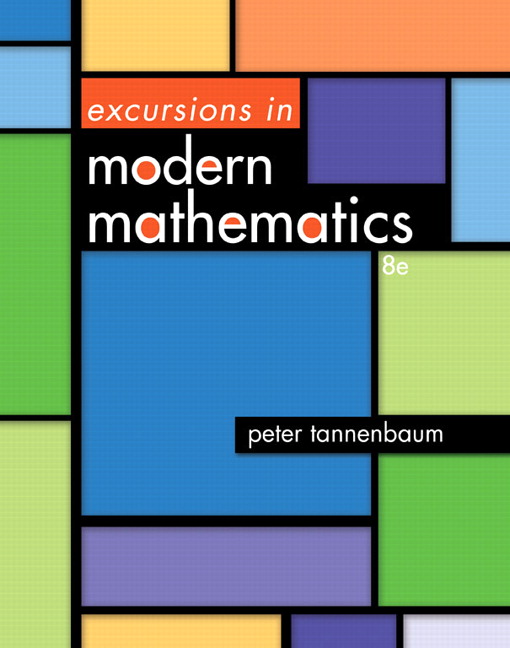 excursions in
modern
mathematics
8e
peter tannenbaum